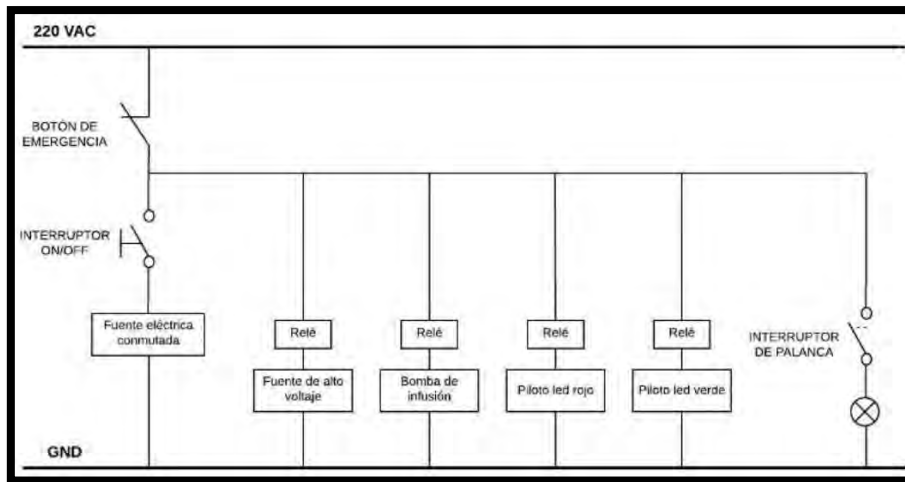 220 VAC
BOTÓN DE
EMERGENCIA
INTERRUPTOR
ON/OFF
Fuente eléctrica
conmutada
Relé
Fuente de alto
voltaje
Relé
Bomba de
infusión
Relé
Piloto led rojo
Relé
Piloto led verde
INTERRUPTOR
DE PALANCA
GND